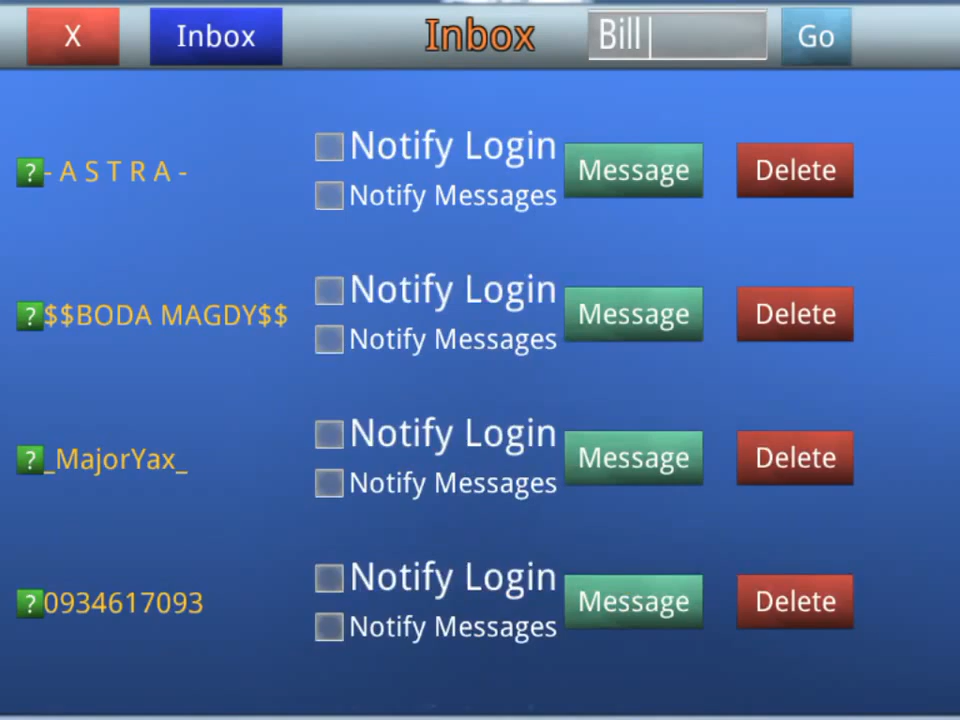 X Inbox Inbox Bill Go
Notify Login
? - A S T R A - Message Delete
Notify Messages
Notify Login
? $$BODA MAGDY$$ Message Delete
Notify Messages
Notify Login
? _MajorYax_ Message Delete
Notify Messages
Notify Login
? 0934617093 Message Delete
Notify Messages